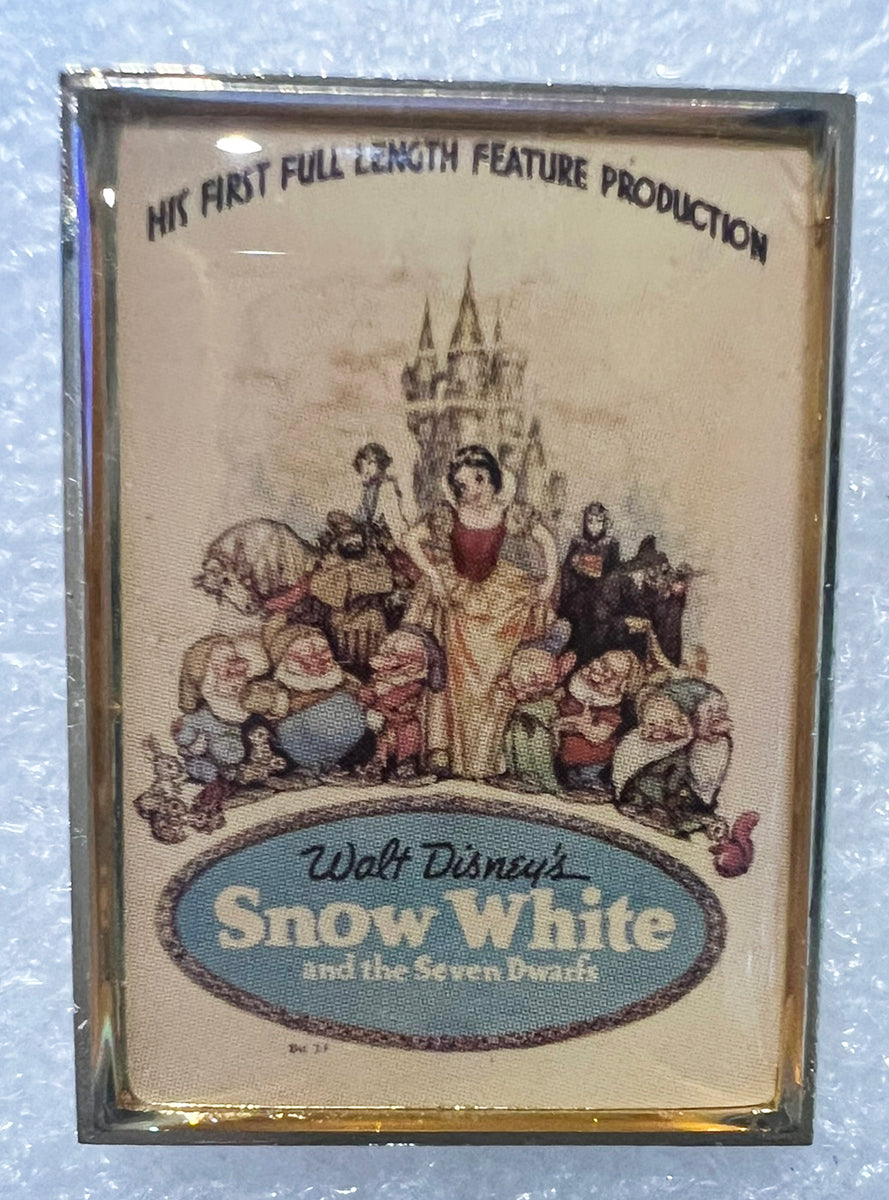 HIS FIRST FULL LENGTH FEATURE PRODUCTION
Walt Disney's
Snow White
and the Seven Dwarfs